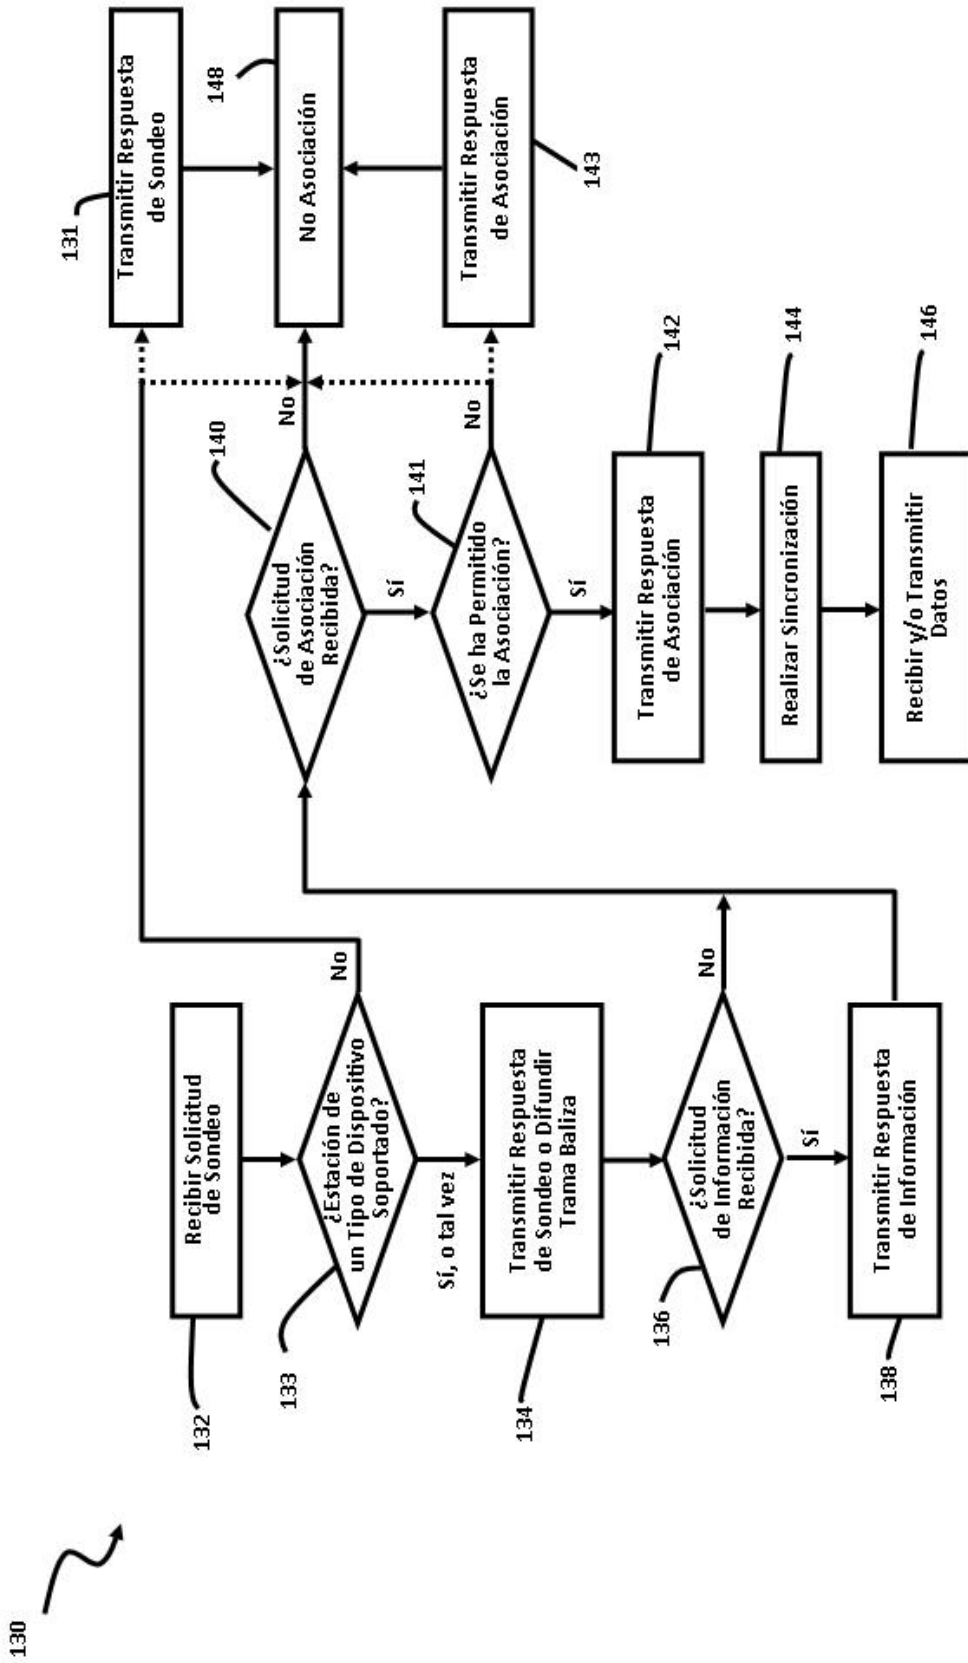 130
132
Recibir Solicitud
de Sondeo
133
¿Estación de
un Tipo de Dispositivo
Soportado?
No
Sí, o tal vez
134
Transmitir Respuesta
de Sondeo o Difundir
Trama Baliza
136
¿Solicitud
de Información
Recibida?
No
Sí
138
Transmitir Respuesta
de Información
140
¿Solicitud
de Asociación
Recibida?
No
Sí
141
¿Se ha Permitido
la Asociación?
No
Sí
142
Transmitir Respuesta
de Asociación
144
Realizar Sincronización
146
Recibir y/o Transmitir
Datos
131
Transmitir Respuesta
de Sondeo
148
No Asociación
Transmitir Respuesta
de Asociación
143